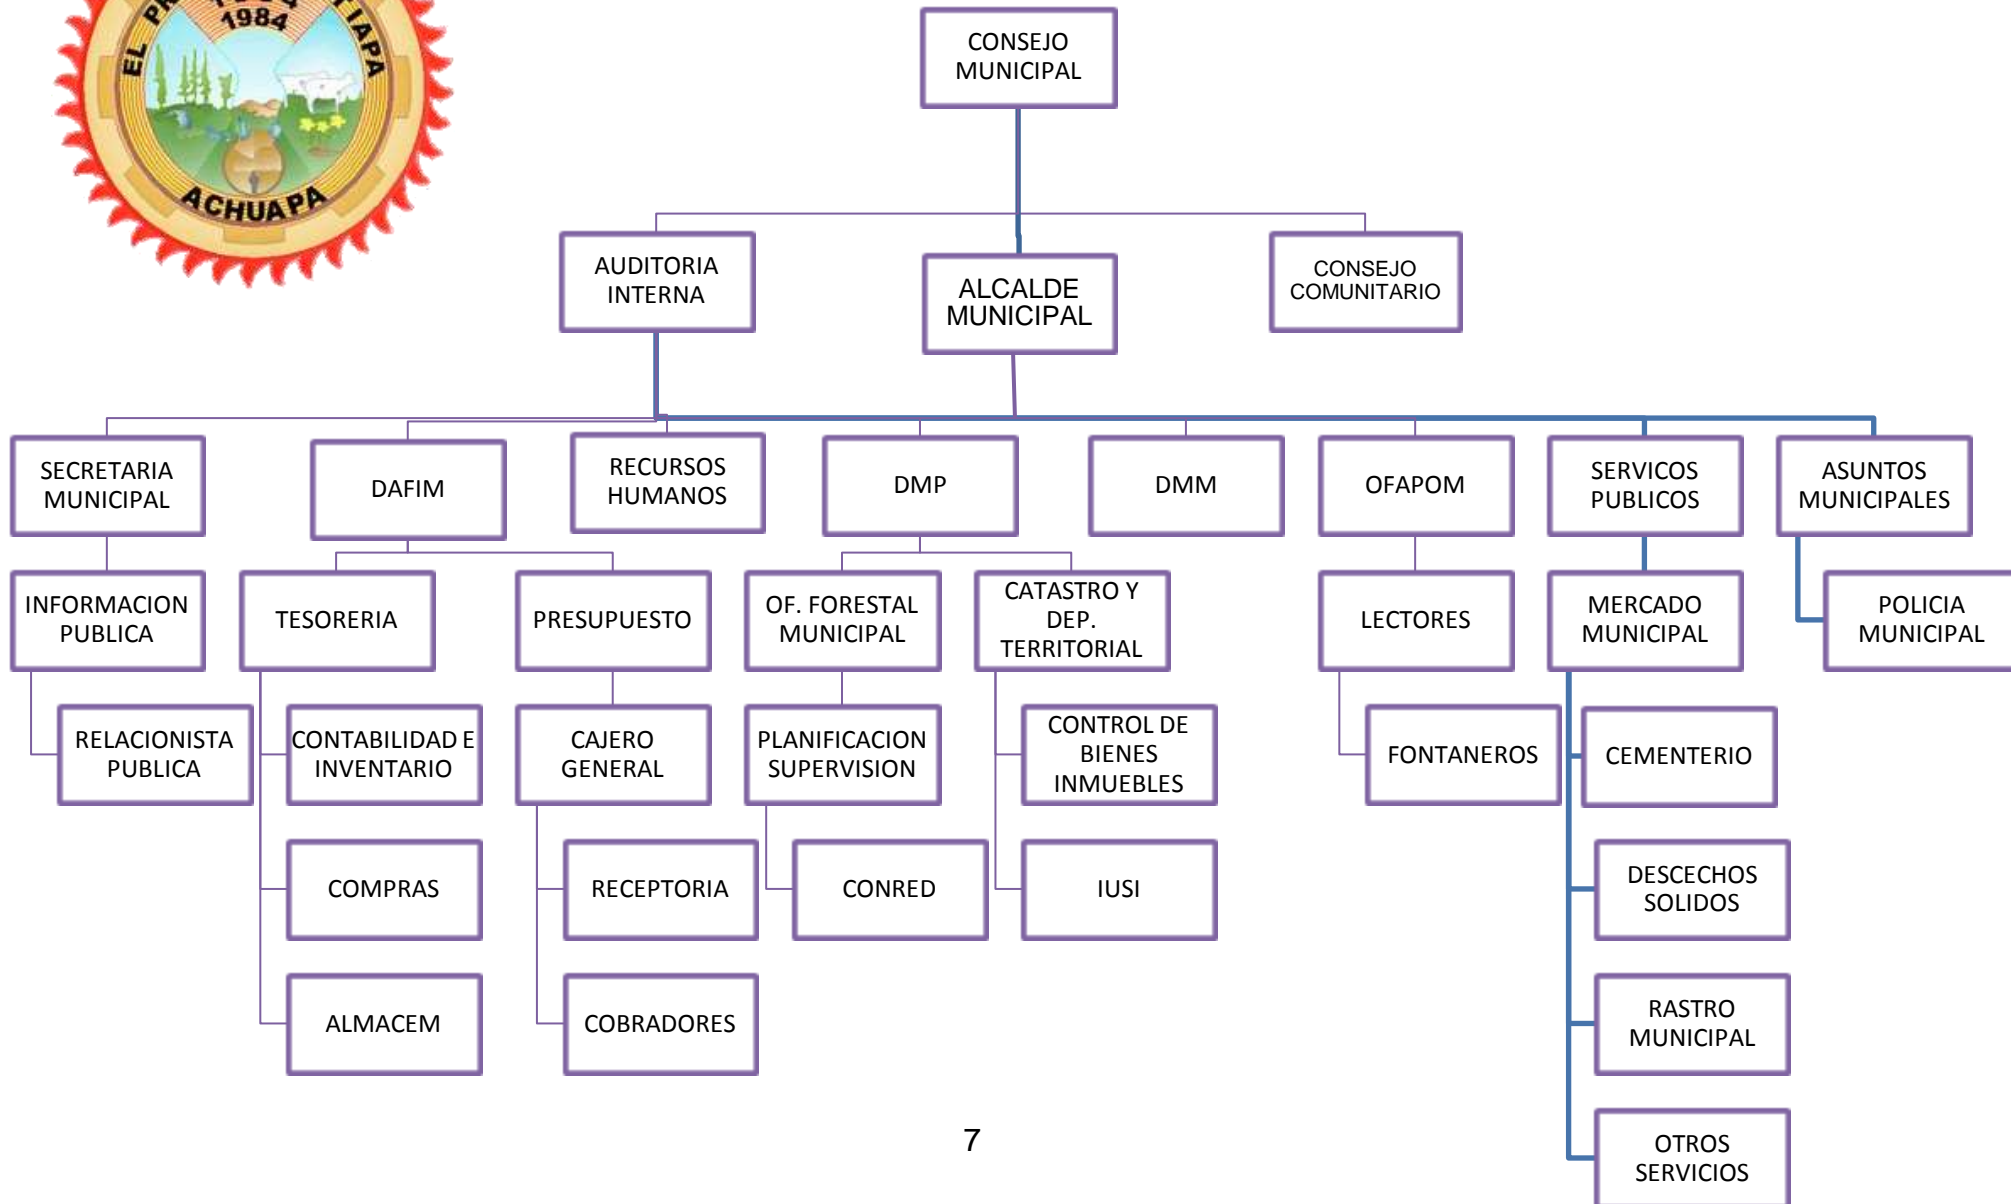 EL PR
TIAPA
1984
ACHUAPA
CONSEJO
MUNICIPAL
AUDITORIA
INTERNA
ALCALDE
MUNICIPAL
CONSEJO
COMUNITARIO
SECRETARIA
MUNICIPAL
DAFIM
RECURSOS
HUMANOS
DMP
DMM
OFAPOM
SERVICOS
PUBLICOS
ASUNTOS
MUNICIPALES
INFORMACION
PUBLICA
TESORERIA
PRESUPUESTO
OF. FORESTAL
MUNICIPAL
CATASTRO Y
DEP.
TERRITORIAL
LECTORES
MERCADO
MUNICIPAL
POLICIA
MUNICIPAL
RELACIONISTA
PUBLICA
CONTABILIDAD E
INVENTARIO
CAJERO
GENERAL
PLANIFICACION
SUPERVISION
CONTROL DE
BIENES
INMUEBLES
FONTANEROS
CEMENTERIO
COMPRAS
RECEPTORIA
CONRED
IUSI
DESCECHOS
SOLIDOS
ALMACEM
COBRADORES
RASTRO
MUNICIPAL
OTROS
SERVICIOS
7